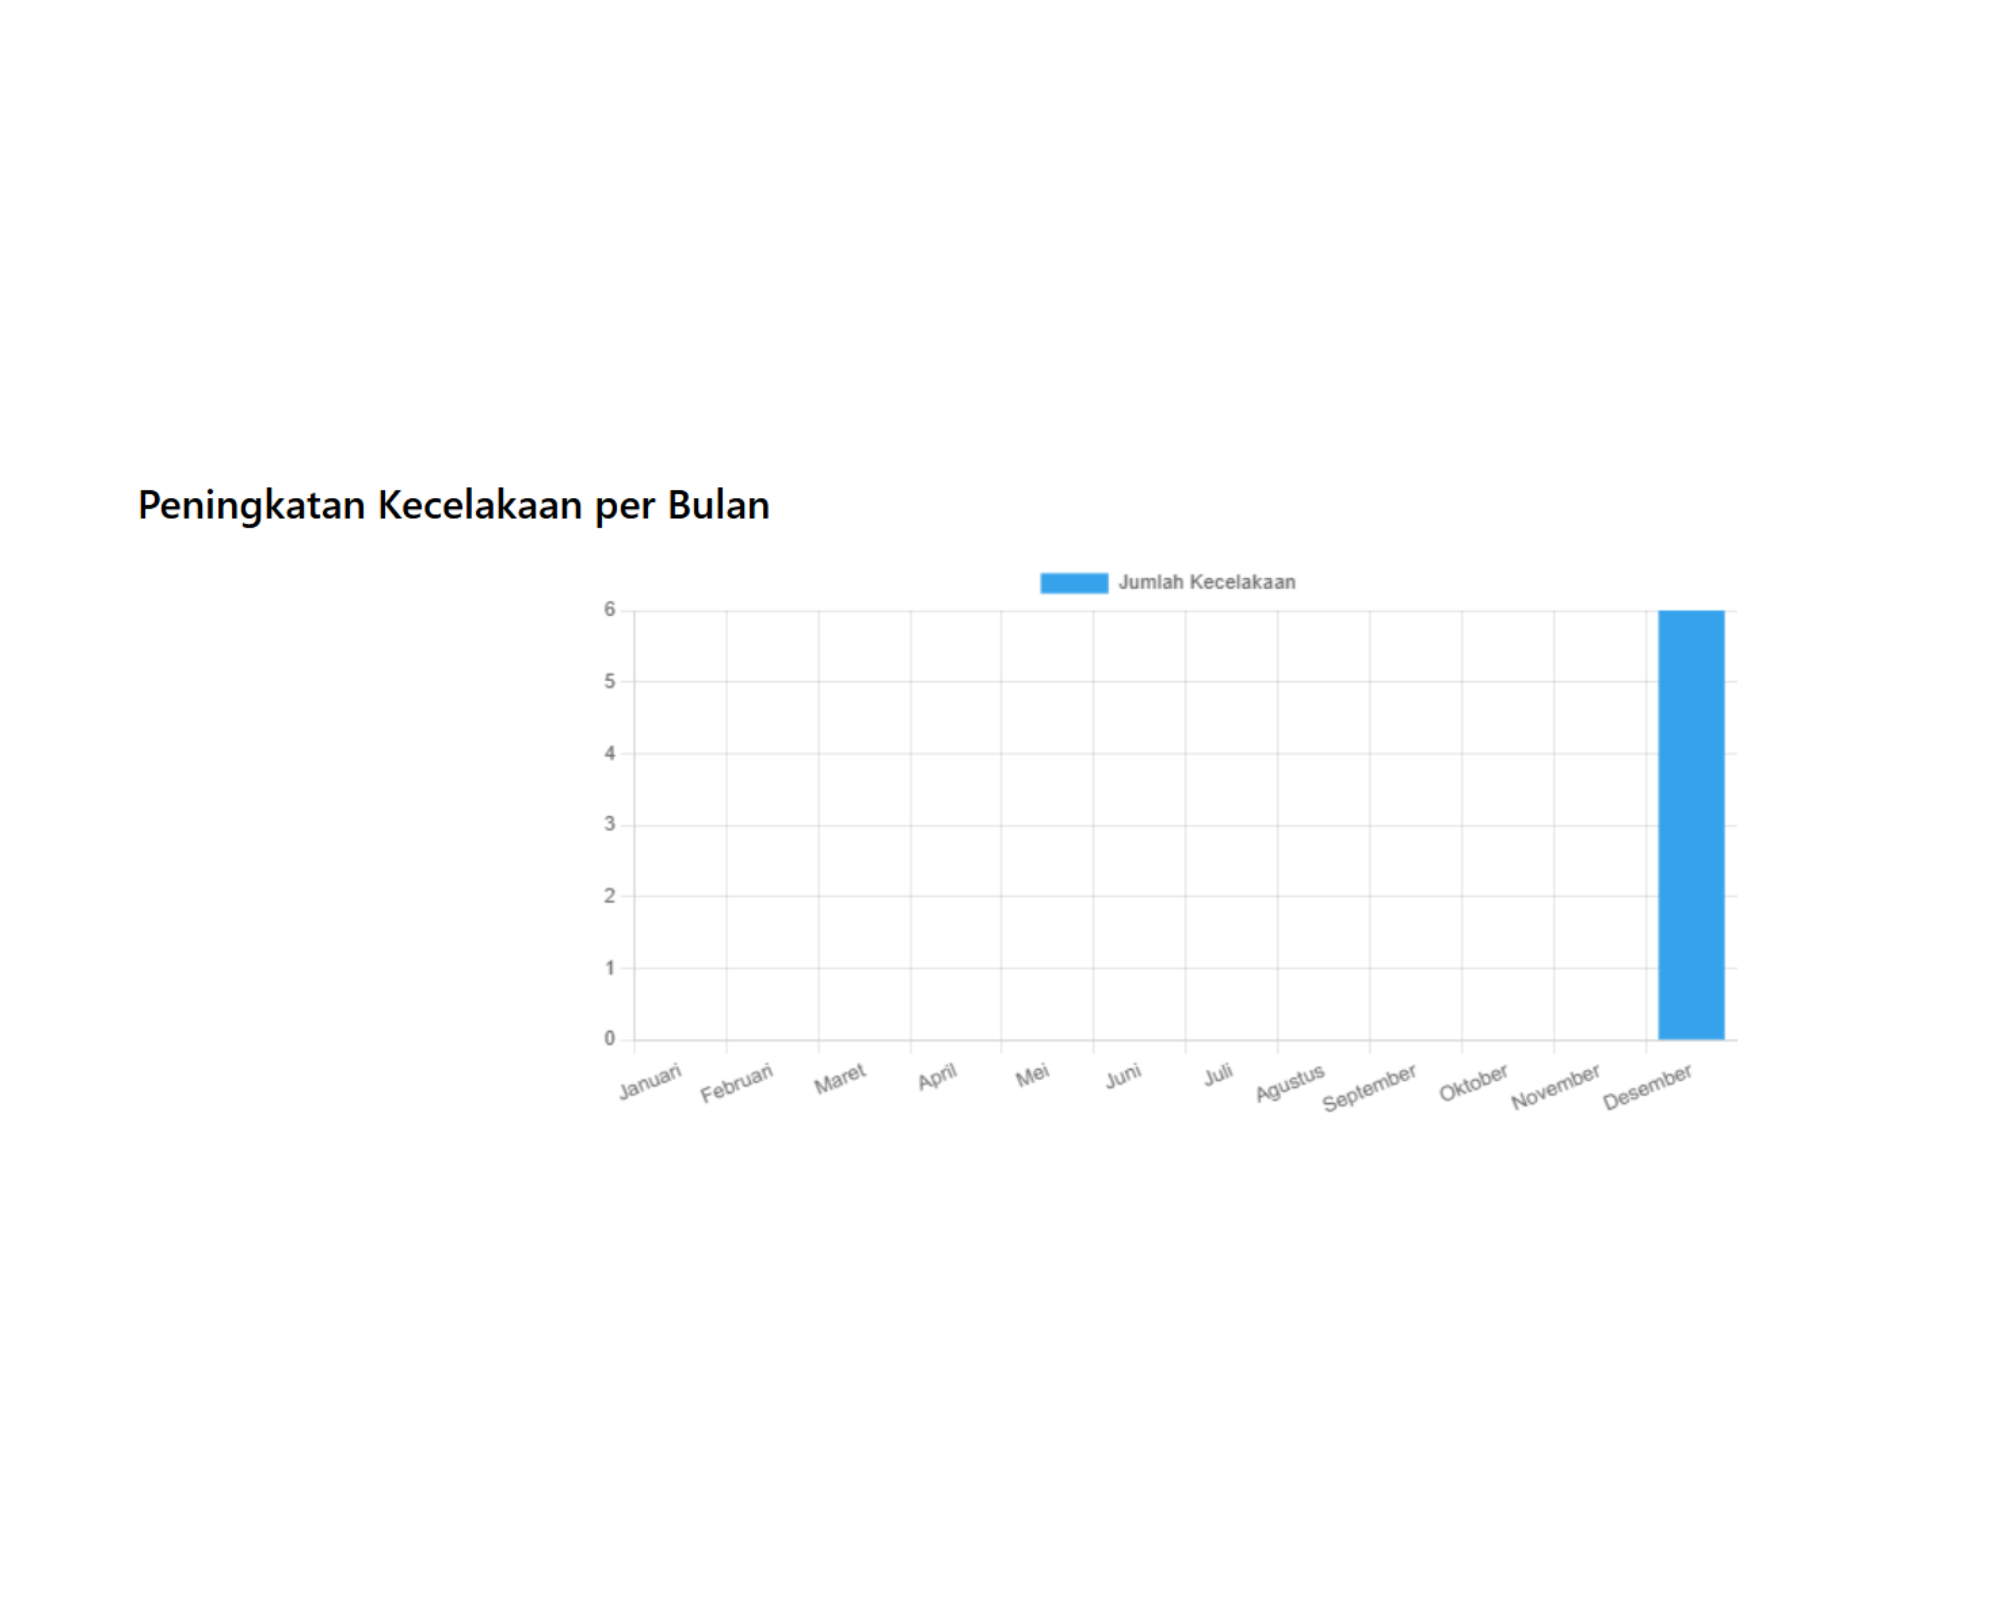 Peningkatan Kecelakaan per Bulan
Jumlah Kecelakaan
6
5
4
3
2
1
0
Januari Februari Maret April Mei Juni Juli Agustus September Oktober November Desember